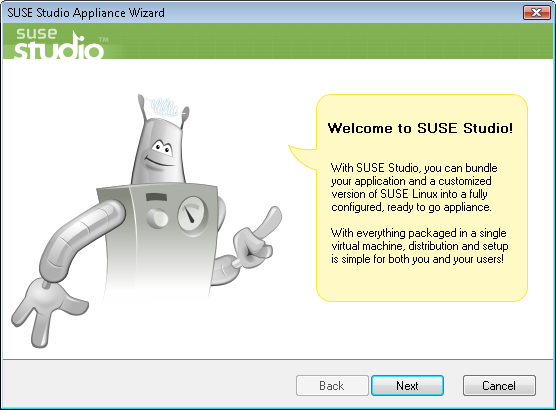 SUSE Studio Appliance Wizard
suse
studio™
Welcome to SUSE Studio!
With SUSE Studio, you can bundle
your application and a customized
version of SUSE Linux into a fully
configured, ready to go appliance.
With everything packaged in a single
virtual machine, distribution and setup
is simple for both you and your users!
Back
Next
Cancel